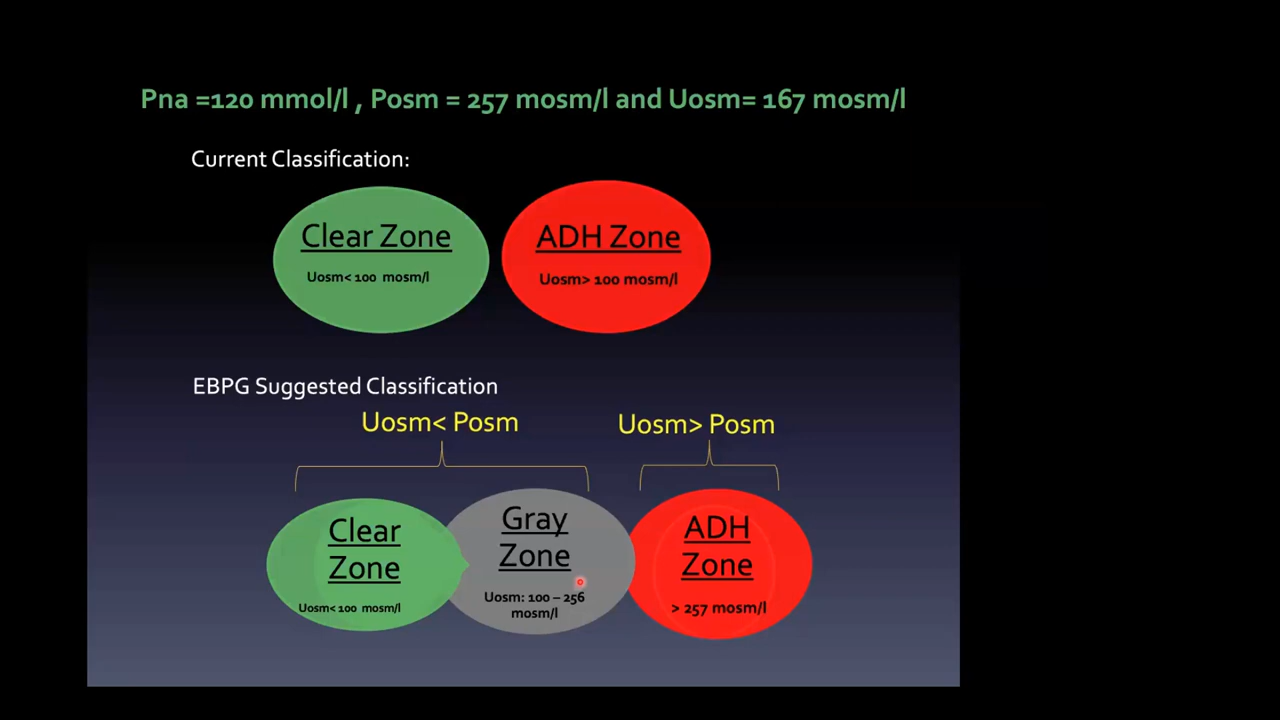 Pna =120 mmol/l , Posm = 257 mosm/l and Uosm= 167 mosm/l
Current Classification:
Clear Zone
Uosm< 100 mosm/l
ADH Zone
Uosm> 100 mosm/l
EBPG Suggested Classification
Uosm< Posm
Uosm> Posm
Clear
Zone
Uosm< 100 mosm/l
Gray
Zone
Uosm: 100 – 256
mosm/l
ADH
Zone
> 257 mosm/l